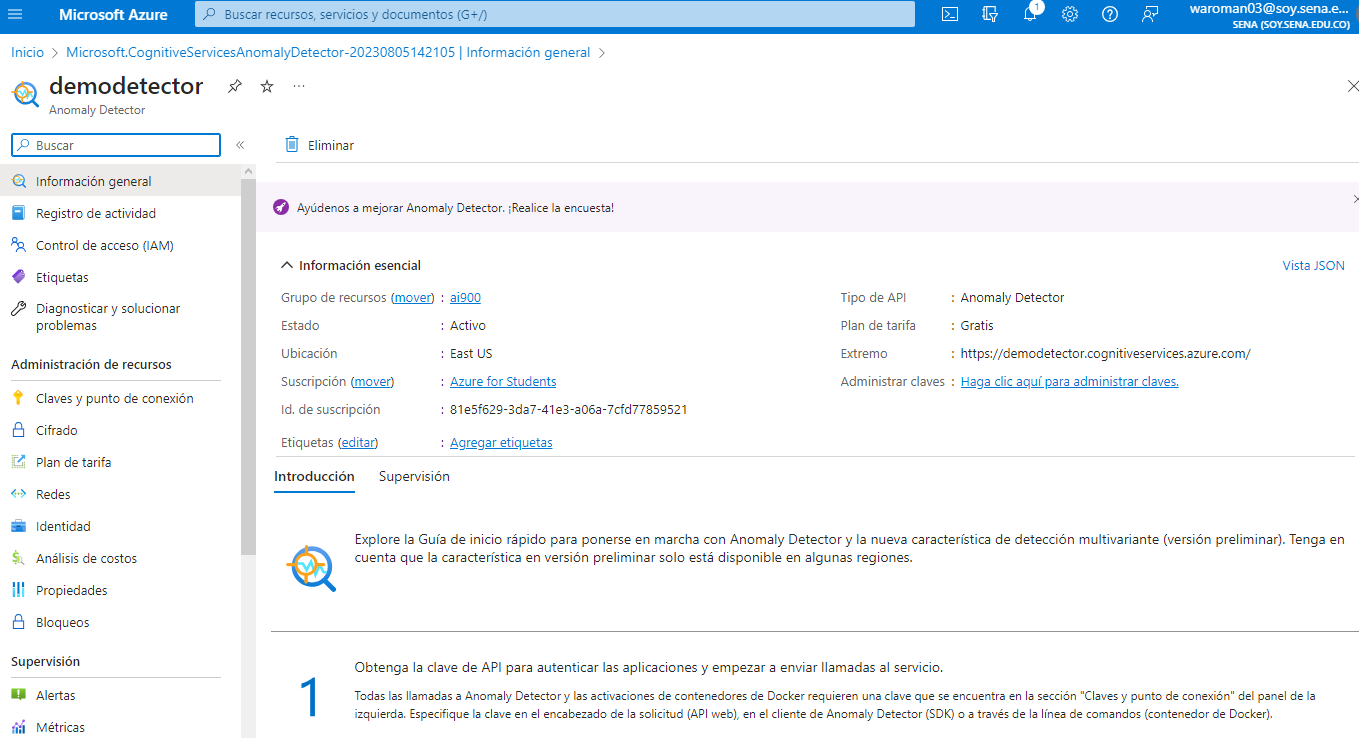 Microsoft Azure
Buscar recursos, servicios y documentos (G+/)
1
waroman03@soy.sena.e...
SENA (SOY.SENA.EDU.CO)
Inicio > Microsoft.CognitiveServicesAnomalyDetector-20230805142105 | Información general >
demodetector
Anomaly Detector
Buscar
Eliminar
Información general
Registro de actividad
Control de acceso (IAM)
Etiquetas
Diagnosticar y solucionar
problemas
Administración de recursos
Claves y punto de conexión
Cifrado
Plan de tarifa
Redes
Identidad
Análisis de costos
Propiedades
Bloqueos
Supervisión
Alertas
Métricas
Ayúdenos a mejorar Anomaly Detector. ¡Realice la encuesta!
Información esencial
Vista JSON
Grupo de recursos (mover) : ai900
Estado : Activo
Ubicación : East US
Suscripción (mover) : Azure for Students
Id. de suscripción : 81e5f629-3da7-41e3-a06a-7cfd77859521
Etiquetas (editar) : Agregar etiquetas
Tipo de API : Anomaly Detector
Plan de tarifa : Gratis
Extremo : https://demodetector.cognitiveservices.azure.com/
Administrar claves : Haga clic aquí para administrar claves.
Introducción Supervisión
Explore la Guía de inicio rápido para ponerse en marcha con Anomaly Detector y la nueva característica de detección multivariante (versión preliminar). Tenga en
cuenta que la característica en versión preliminar solo está disponible en algunas regiones.
1
Obtenga la clave de API para autenticar las aplicaciones y empezar a enviar llamadas al servicio.
Todas las llamadas a Anomaly Detector y las activaciones de contenedores de Docker requieren una clave que se encuentra en la sección "Claves y punto de conexión" del panel de la
izquierda. Especifique la clave en el encabezado de la solicitud (API web), en el cliente de Anomaly Detector (SDK) o a través de la línea de comandos (contenedor de Docker).